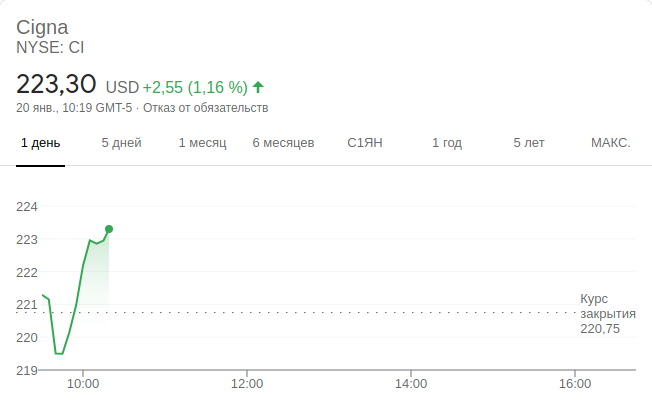 Cigna
NYSE: CI
223,30 USD +2,55 (1,16 %)
20 янв., 10:19 GMT-5 · Отказ от обязательств
1 день 5 дней 1 месяц 6 месяцев С1ЯН 1 год 5 лет МАКС.
224
223
222
221
220
219
Курс
закрытия
220,75
10:00 12:00 14:00 16:00